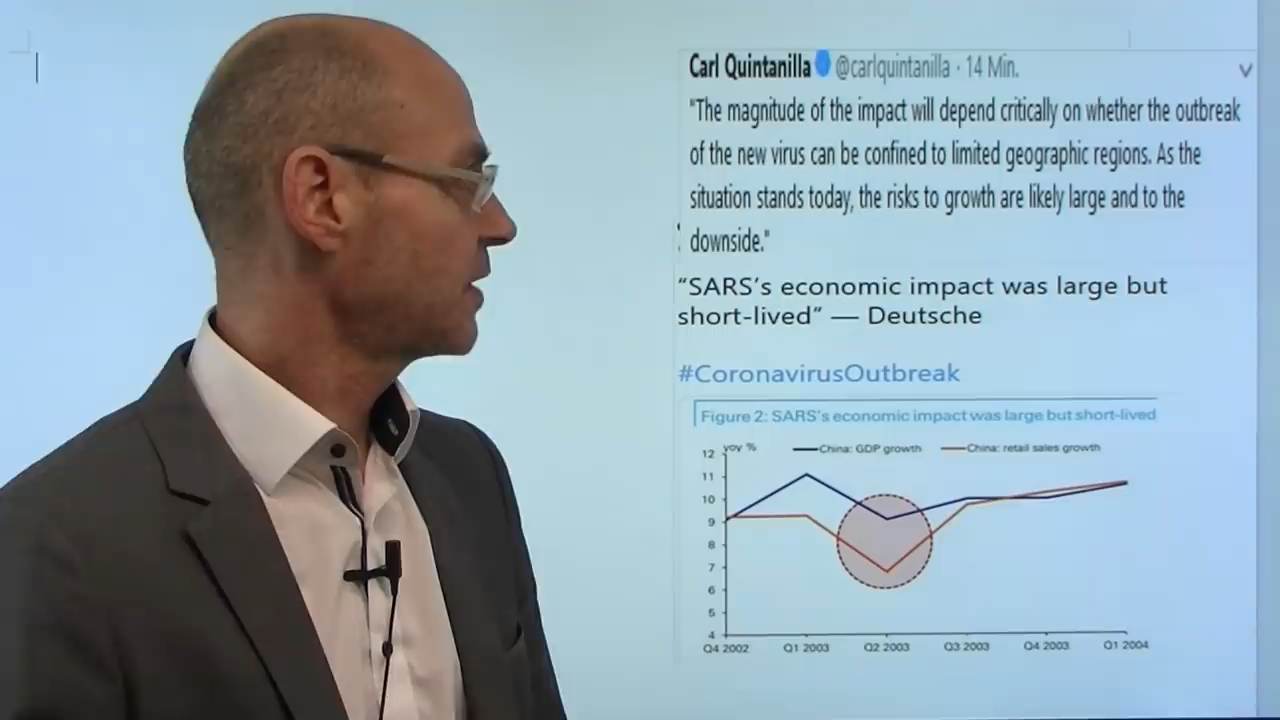 Carl Quintanilla @carlquintanilla · 14 Min.
"The magnitude of the impact will depend critically on whether the outbreak
of the new virus can be confined to limited geographic regions. As the
situation stands today, the risks to growth are likely large and to the
downside."
“SARS’s economic impact was large but
short-lived“ — Deutsche
#CoronavirusOutbreak
Figure 2: SARS's economic impact was large but short-lived
yoy %
China: GDP growth China: retail sales growth
12
11
10
9
8
7
6
5
4
Q4 2002 Q1 2003 Q2 2003 Q3 2003 Q4 2003 Q1 2004